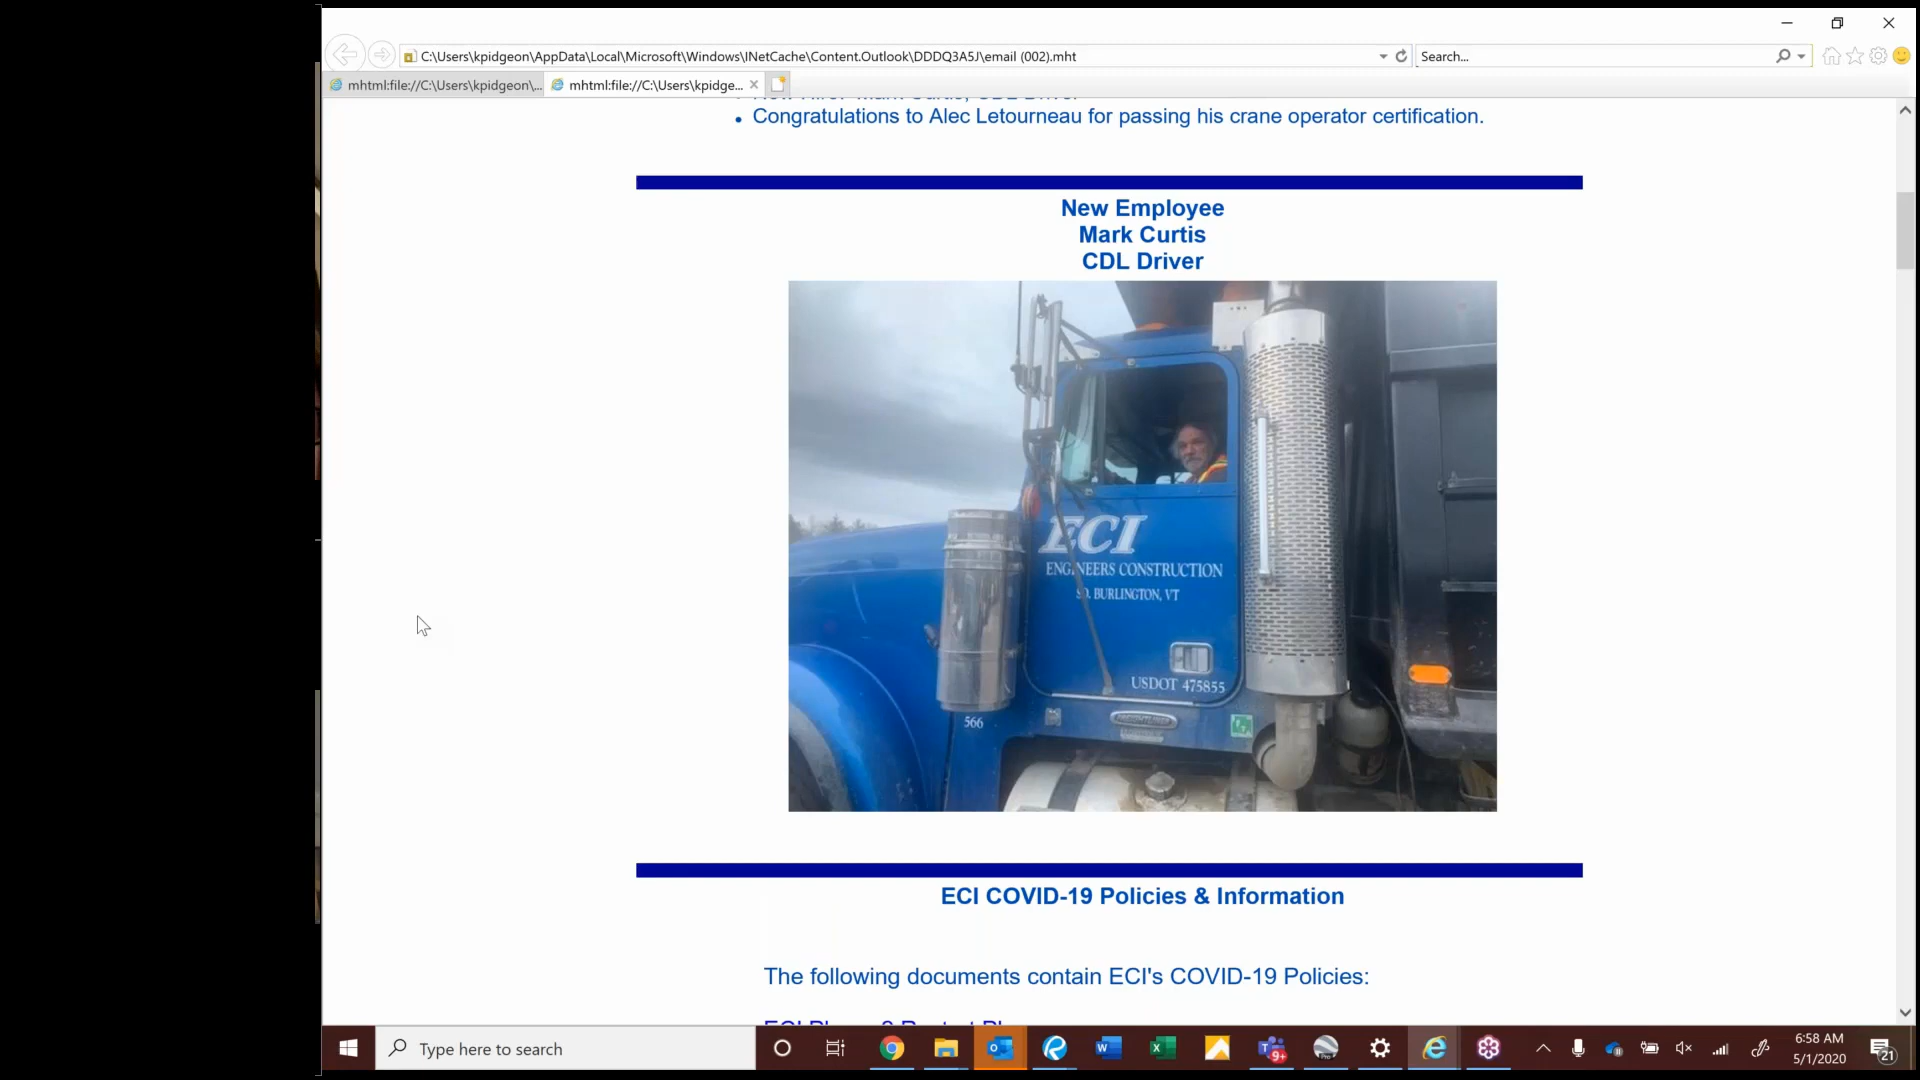 C:\Users\kpidgeon\AppData\Local\Microsoft\Windows\INetCache\Content.Outlook\DDDQ3A5J\email (002).mht
Search...
mhtml:file://C:\Users\kpidgeon\...
mhtml:file://C:\Users\kpidge...
Congratulations to Alec Letourneau for passing his crane operator certification.
New Employee
Mark Curtis
CDL Driver
ECI
ENGINEERS CONSTRUCTION
SO. BURLINGTON, VT
USDOT 475855
566
FREIGHTLINER
ECI COVID-19 Policies & Information
The following documents contain ECI's COVID-19 Policies:
Type here to search
9+
6:58 AM
5/1/2020
21